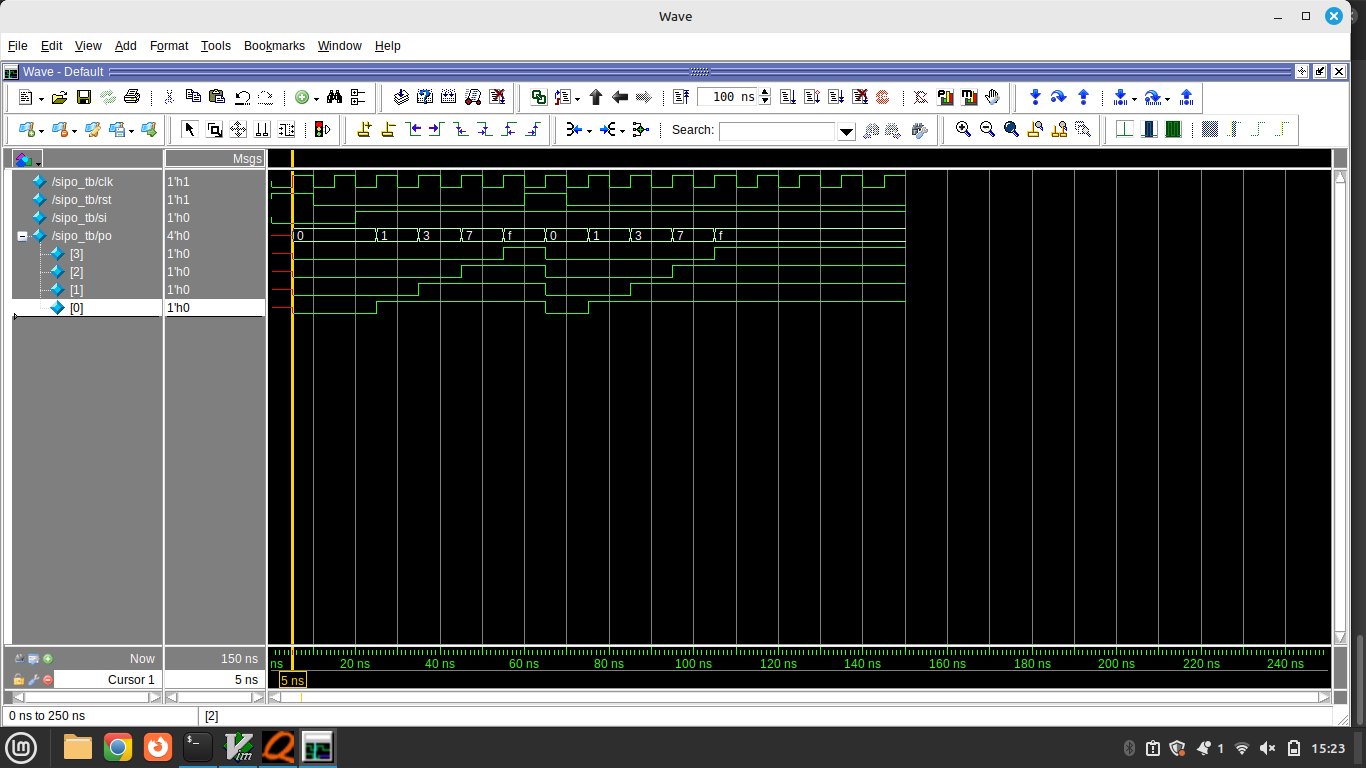 Wave
File Edit View Add Format Tools Bookmarks Window Help
Wave - Default
100 ns
Search:
Msgs
/sipo_tb/clk 1'h1
/sipo_tb/rst 1'h1
/sipo_tb/si 1'h0
/sipo_tb/po 4'h0 0 1 3 7 f 0 1 3 7 f
[3] 1'h0
[2] 1'h0
[1] 1'h0
[0] 1'h0
Now 150 ns ns 20 ns 40 ns 60 ns 80 ns 100 ns 120 ns 140 ns 160 ns 180 ns 200 ns 220 ns 240 ns
Cursor 1 5 ns 5 ns
0 ns to 250 ns [2]
1 15:23